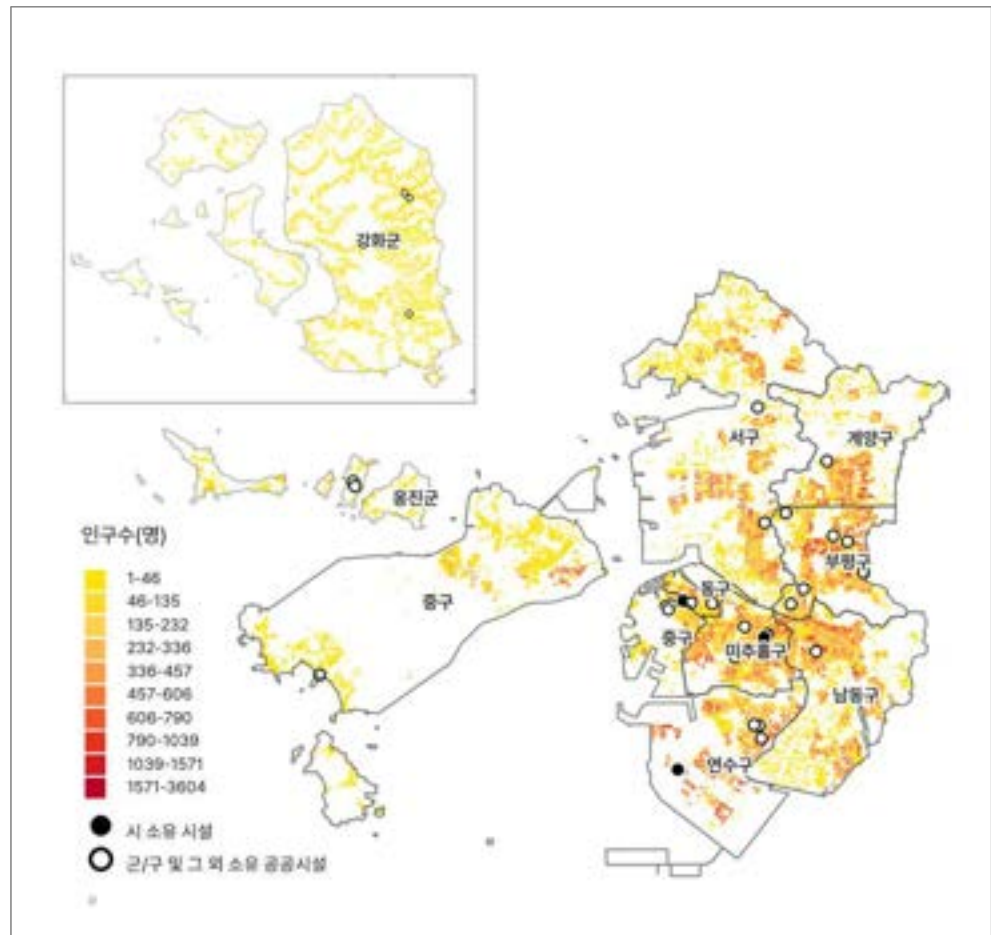 강화군
서구
계양구
옹진군
인구수(명)
부평구
1-46
46-135
중구
동구
135-232
232-336
중구
미추홀구
336-457
457-606
남동구
606-790
790-1039
연수구
1039-1571
1571-3604
시 소유 시설
군/구 및 그 외 소유 공공시설